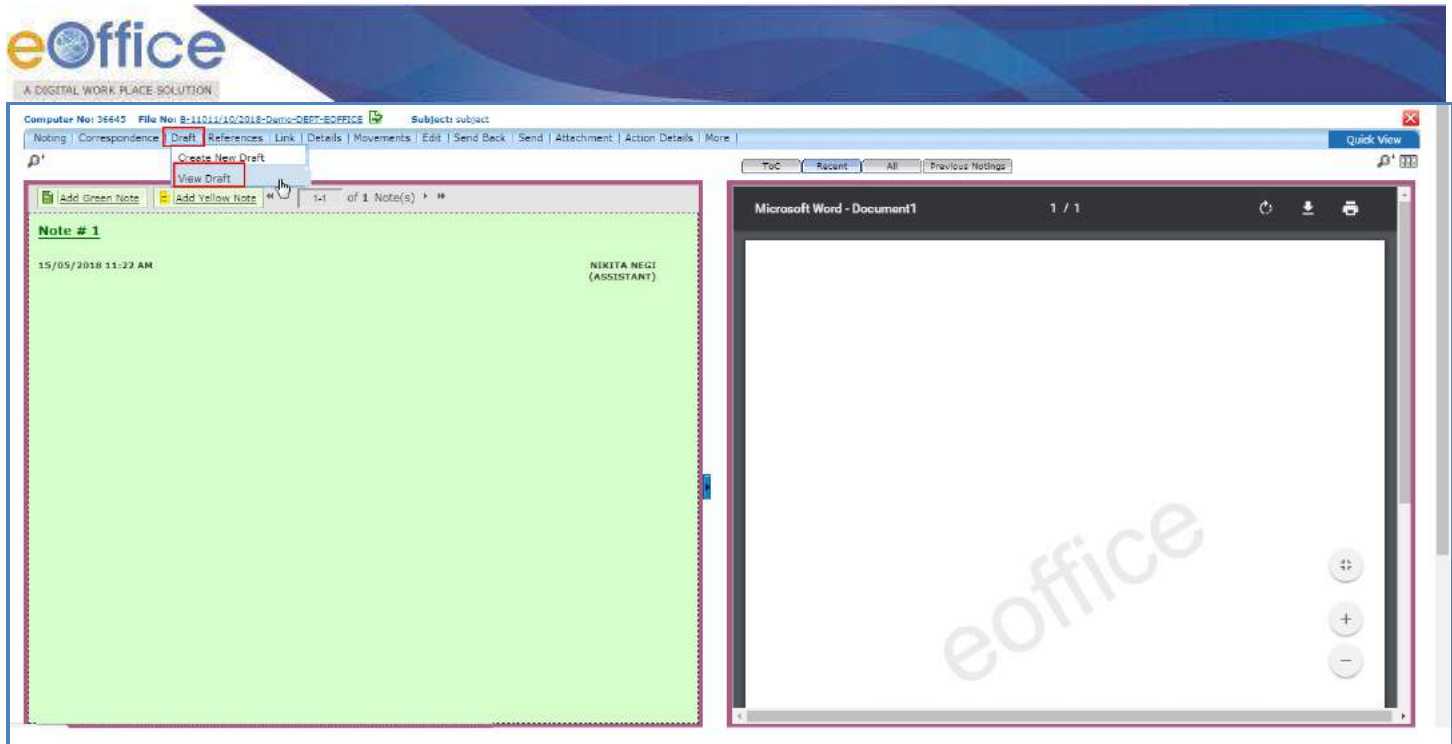 eOffice
A DIGITAL WORK PLACE SOLUTION
Computer No: 36645 File No: B-11011/10/2018-Demo-DEPT-EOFFICE Subject: subject
Noting | Correspondence | Draft | References | Link | Details | Movements | Edit | Send Back | Send | Attachment | Action Details | More |
Quick View
Create New Draft
View Draft
ToC Recent All Previous Notings
Add Green Note Add Yellow Note 1-1 of 1 Note(s)
Note # 1
15/05/2018 11:22 AM NIKITA NEGI
(ASSISTANT)
Microsoft Word - Document1 1 / 1
eoffice